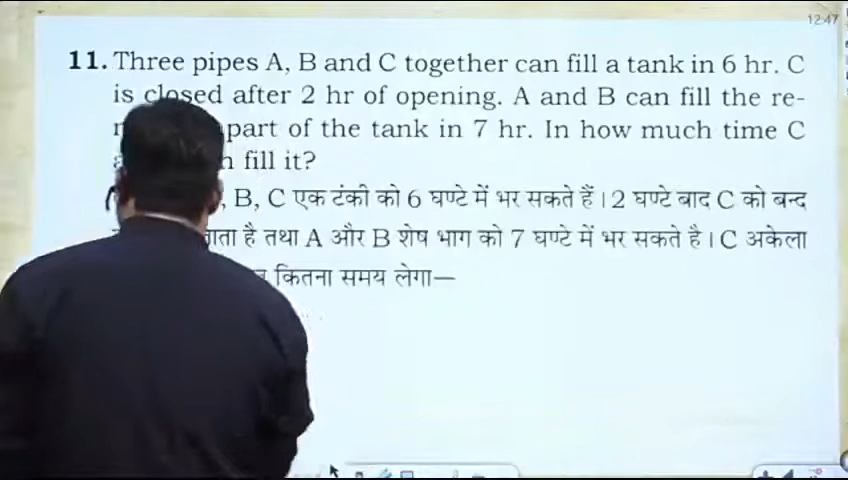 12:47
11. Three pipes A, B and C together can fill a tank in 6 hr. C
is closed after 2 hr of opening. A and B can fill the re-
part of the tank in 7 hr. In how much time C
fill it?
, B, C एक टंकी को 6 घण्टे में भर सकते हैं। 2 घण्टे बाद C को बन्द
है तथा A और B शेष भाग को 7 घण्टे में भर सकते है। C अकेला
कितना समय लेगा—